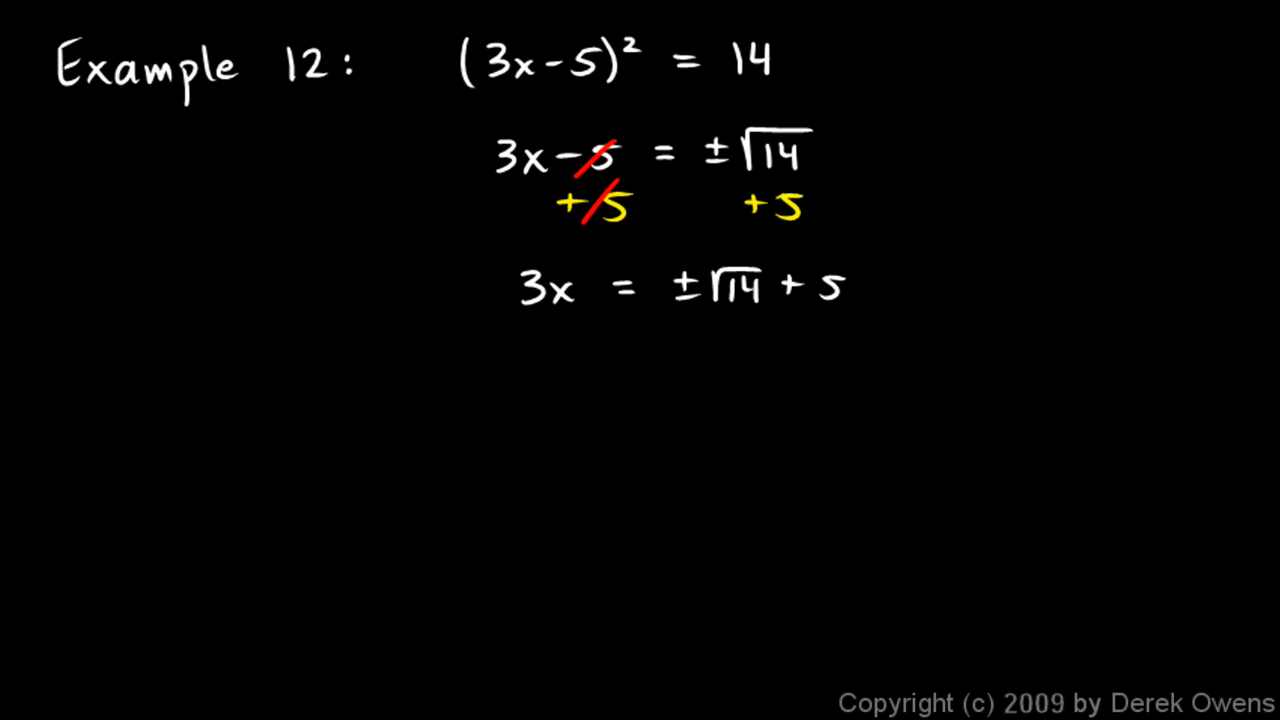 Example 12: (3x-5)² = 14
3x-5 = ±√14
+5 +5
3x = ±√14 + 5
Copyright (c) 2009 by Derek Owens